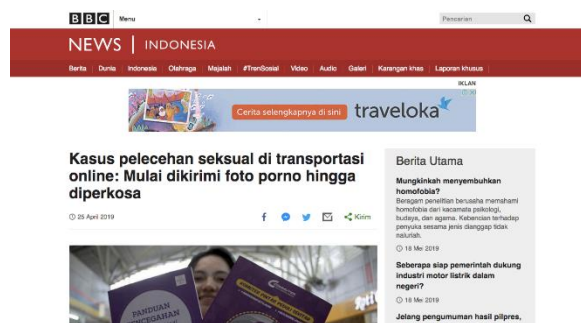 BBC Menu Pencarian
NEWS | INDONESIA
Berita Dunia Indonesia Olahraga Majalah #TrenSosial Video Audio Galeri Karangan khas Laporan khusus
IKLAN
Cerita selengkapnya di sini traveloka
Kasus pelecehan seksual di transportasi
online: Mulai dikirimi foto porno hingga
diperkosa
25 April 2019
Kirim
PANDUAN
PENCEGAHAN
Berita Utama
Mungkinkah menyembuhkan
homofobia?
Beragam penelitian berusaha memahami
homofobia dari kacamata psikologi,
budaya, dan agama. Kebencian terhadap
penyuka sesama jenis dianggap tidak
naluriah.
18 Mei 2019
Seberapa siap pemerintah dukung
industri motor listrik dalam
negeri?
18 Mei 2019
Jelang pengumuman hasil pilpres,